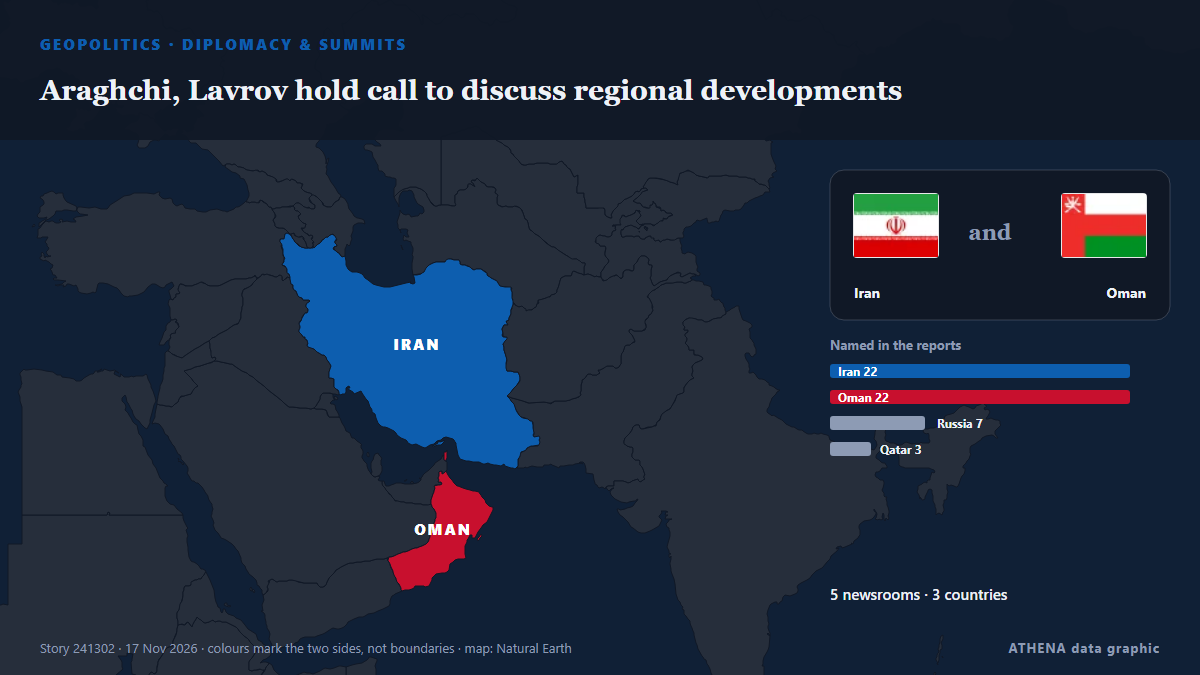 GEOPOLITICS · DIPLOMACY & SUMMITS
Araghchi, Lavrov hold call to discuss regional developments
and
Iran
Oman
IRAN
OMAN
Named in the reports
Iran 22
Oman 22
Russia 7
Qatar 3
5 newsrooms · 3 countries
Story 241302 · 17 Nov 2026 · colours mark the two sides, not boundaries · map: Natural Earth
ATHENA data graphic